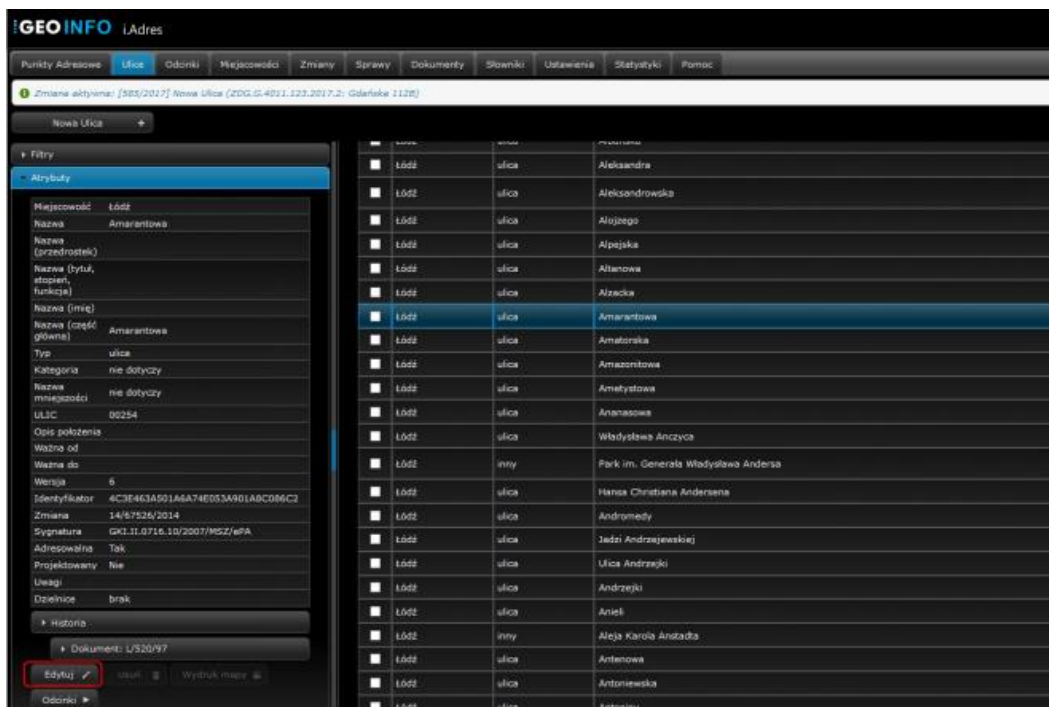 GEOINFO i.Adres
Punkty Adresowe Ulice Odcinki Miejscowości Zmiany Sprawy Dokumenty Słowniki Ustawienia Statystyki Pomoc
Zmiana aktywna: [585/2017] Nowa Ulica (ZDG.G.4011.123.2017.2: Gdańska 112B)
Nowa Ulica +
Filtry
Atrybuty
Miejscowość Łódź
Nazwa Amarantowa
Nazwa
(przedrostek)
Nazwa (tytuł,
stopień,
funkcja)
Nazwa (imię)
Nazwa (część
główna) Amarantowa
Typ ulica
Kategoria nie dotyczy
Nazwa
mniejszości nie dotyczy
ULIC 00254
Opis położenia
Ważna od
Ważna do
Wersja 6
Identyfikator 4C3E463A501A6A74E053A901A8C086C2
Zmiana 14/67526/2014
Sygnatura GKI.II.0716.10/2007/MSZ/ePA
Adresowalna Tak
Projektowany Nie
Uwagi
Dzielnice brak
Historia
Dokument: L/520/97
Edytuj Usuń Wydruk mapy
Odcinki
Łódź ulica Aleksandra
Łódź ulica Aleksandrowska
Łódź ulica Alojzego
Łódź ulica Alpejska
Łódź ulica Altanowa
Łódź ulica Alzacka
Łódź ulica Amarantowa
Łódź ulica Amatorska
Łódź ulica Amazonitowa
Łódź ulica Ametystowa
Łódź ulica Ananasowa
Łódź ulica Władysława Anczyca
Łódź inny Park im. Generała Władysława Andersa
Łódź ulica Hansa Christiana Andersena
Łódź ulica Andromedy
Łódź ulica Jadzi Andrzejewskiej
Łódź ulica Ulica Andrzejki
Łódź ulica Andrzejki
Łódź ulica Anieli
Łódź inny Aleja Karola Anstadta
Łódź ulica Antenowa
Łódź ulica Antoniewska